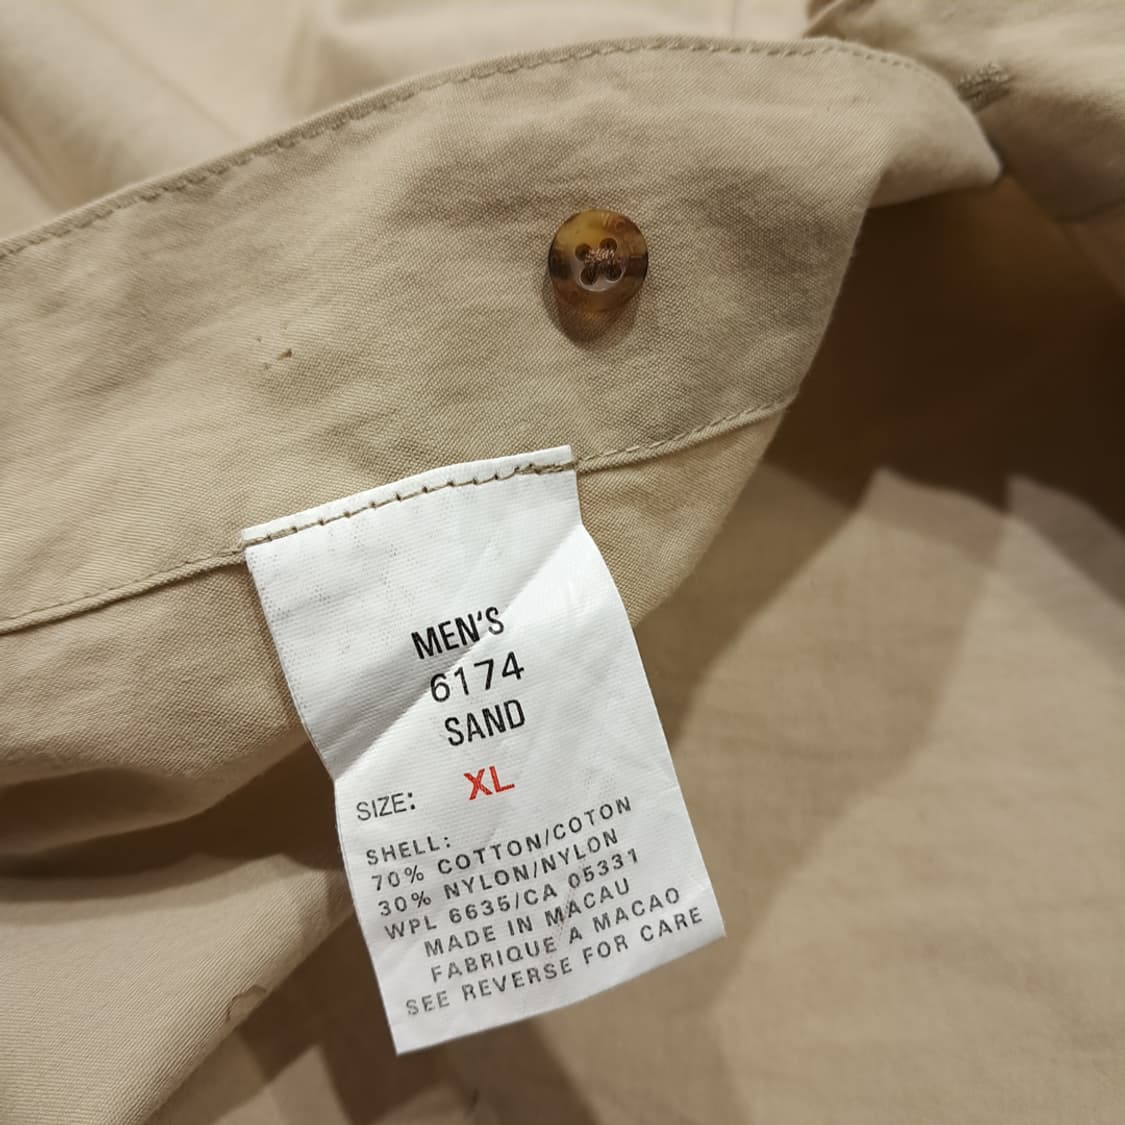 MEN'S
6174
SAND
SIZE: XL
SHELL:
70% COTTON/COTON
30% NYLON/NYLON
WPL 6635/CA 05331
MADE IN MACAU
FABRIQUE A MACAO
SEE REVERSE FOR CARE